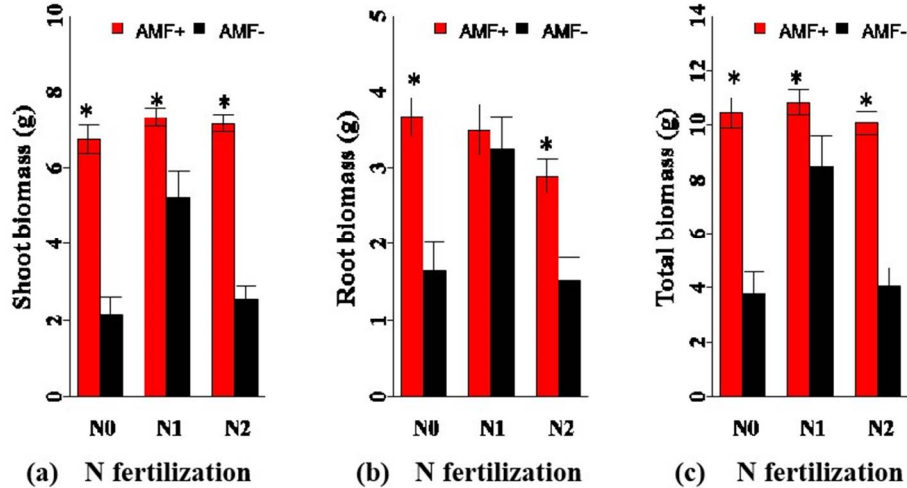 AMF+ AMF-
Shoot biomass (g)
10
8
6
4
2
0
* * *
N0 N1 N2
(a) N fertilization
AMF+ AMF-
Root biomass (g)
5
4
3
2
1
0
* *
N0 N1 N2
(b) N fertilization
AMF+ AMF-
Total biomass (g)
14
12
10
8
6
4
2
0
* * *
N0 N1 N2
(c) N fertilization